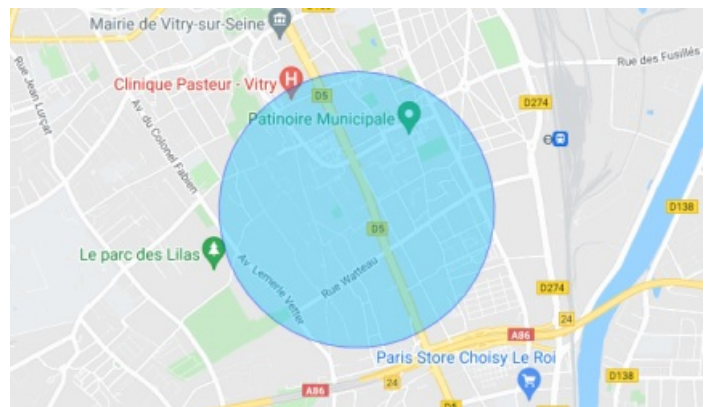 Mairie de Vitry-sur-Seine
Rue des Fusillés
Rue Jean Lurçat
Clinique Pasteur - Vitry
H
D5
D274
Av. du Colonel Fabien
Patinoire Municipale
D138
D5
Le parc des Lilas
Av. Lemerle Vetter
Rue Watteau
D274
24
A86
Paris Store Choisy Le Roi
D138
A86
24
D5